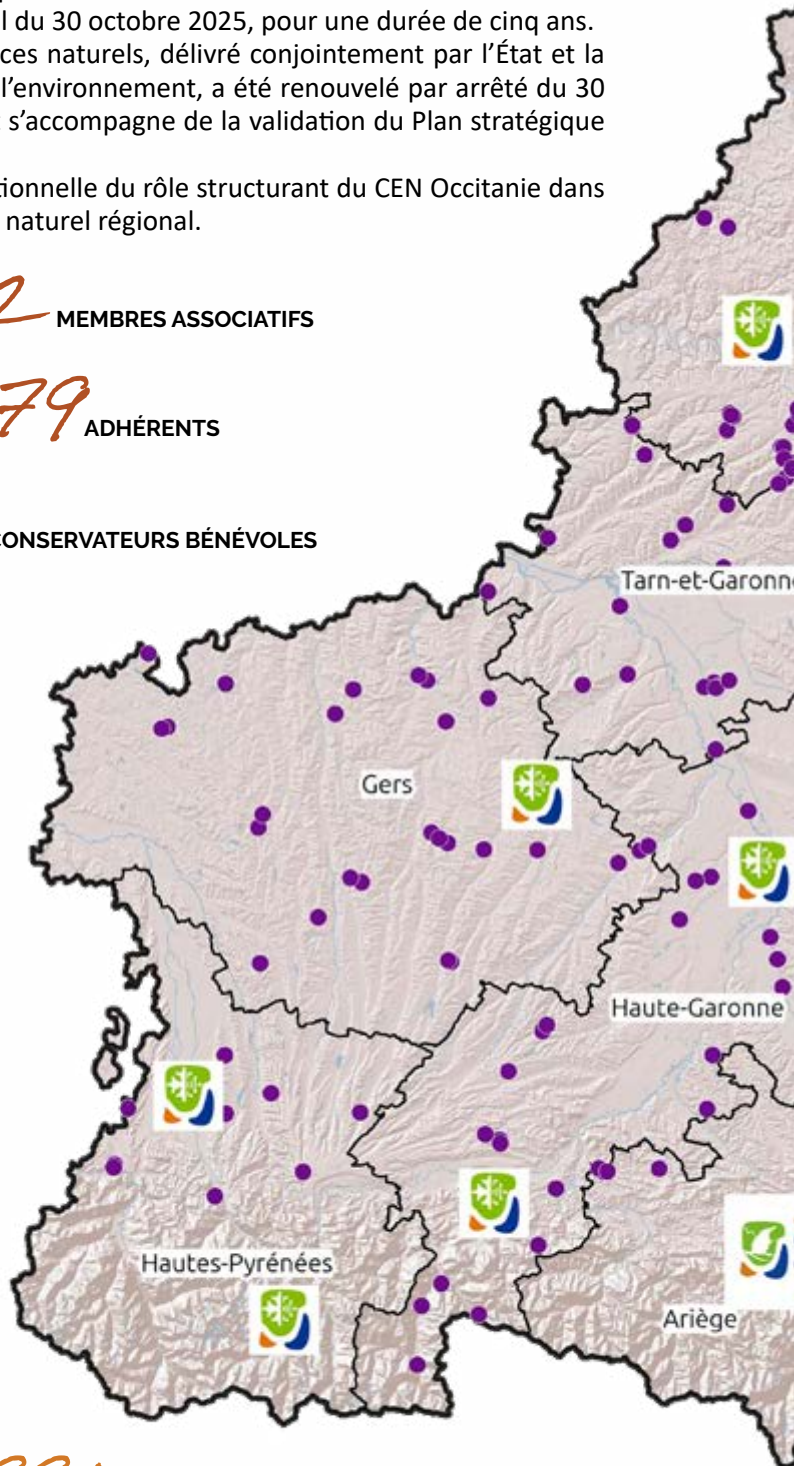 l du 30 octobre 2025, pour une durée de cinq ans.
ces naturels, délivré conjointement par l’État et la
l’environnement, a été renouvelé par arrêté du 30
s’accompagne de la validation du Plan stratégique
tionnelle du rôle structurant du CEN Occitanie dans
naturel régional.
2 MEMBRES ASSOCIATIFS
79 ADHÉRENTS
CONSERVATEURS BÉNÉVOLES
Tarn-et-Garonne
Gers
Haute-Garonne
Hautes-Pyrénées
Ariège